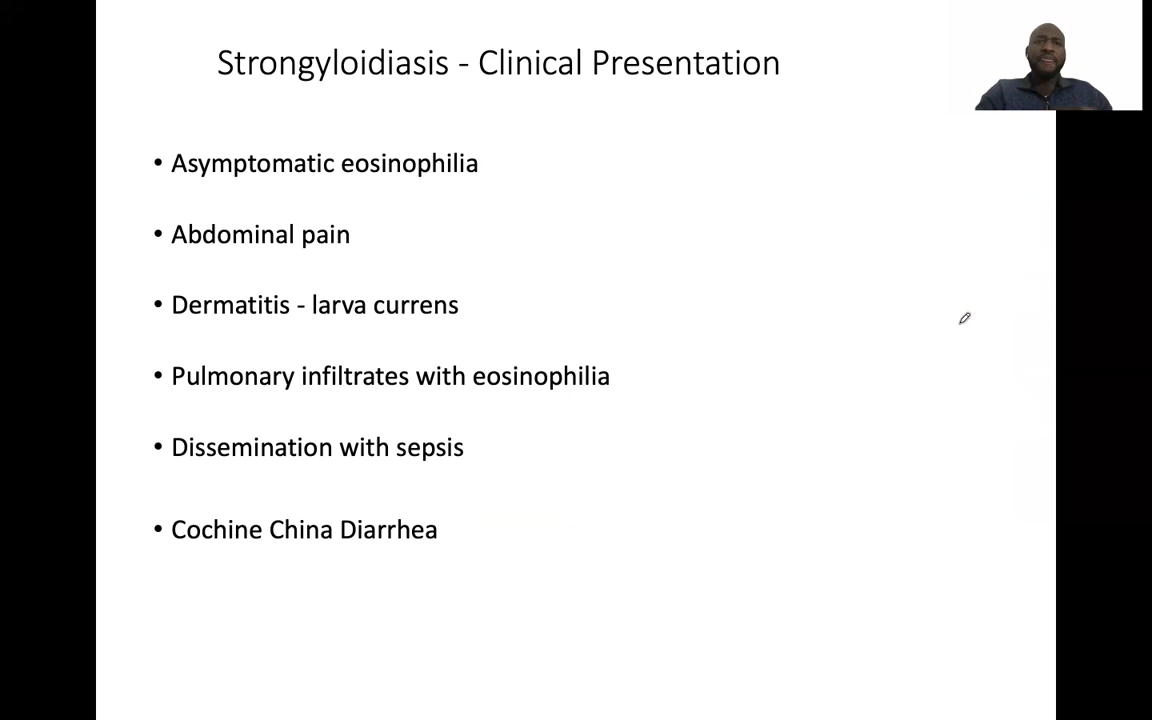 Strongyloidiasis - Clinical Presentation
• Asymptomatic eosinophilia
• Abdominal pain
• Dermatitis - larva currens
• Pulmonary infiltrates with eosinophilia
• Dissemination with sepsis
• Cochine China Diarrhea